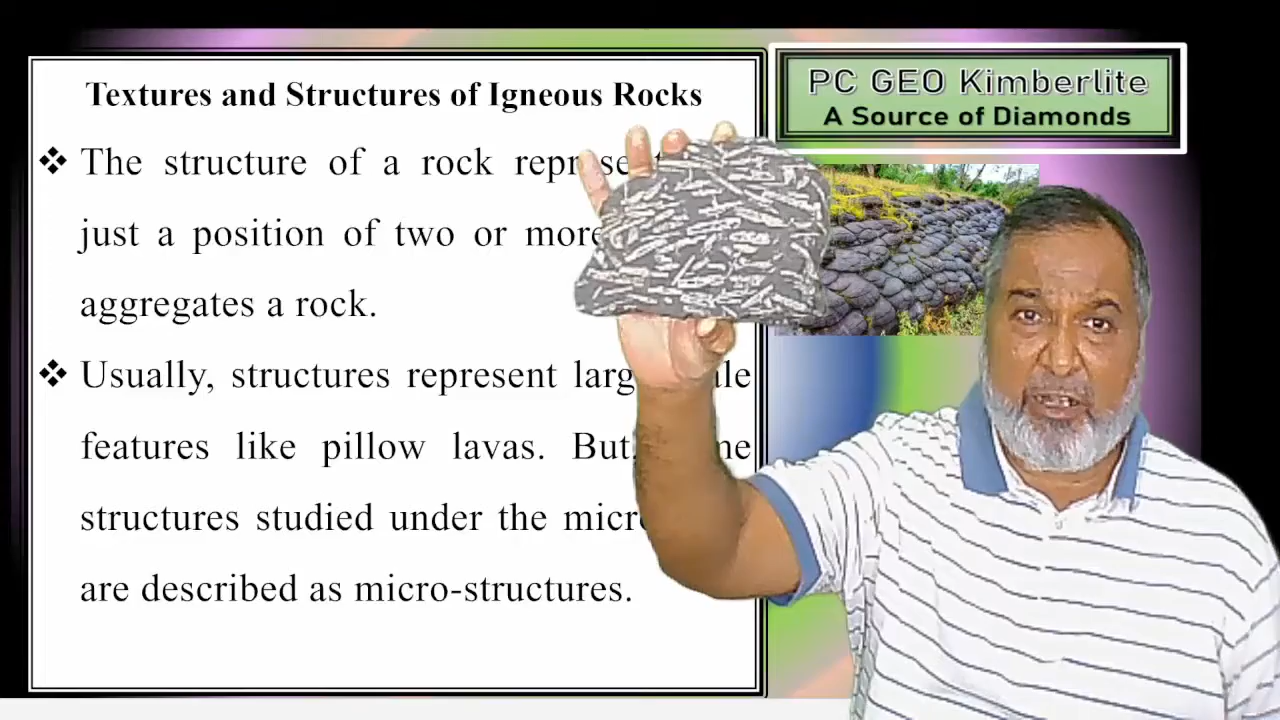 Textures and Structures of Igneous Rocks
❖ The structure of a rock
just a position of two or more
aggregates a rock.
❖ Usually, structures represent
features like pillow lavas. But,
structures studied under the
are described as micro-structures.
PC GEO Kimberlite
A Source of Diamonds